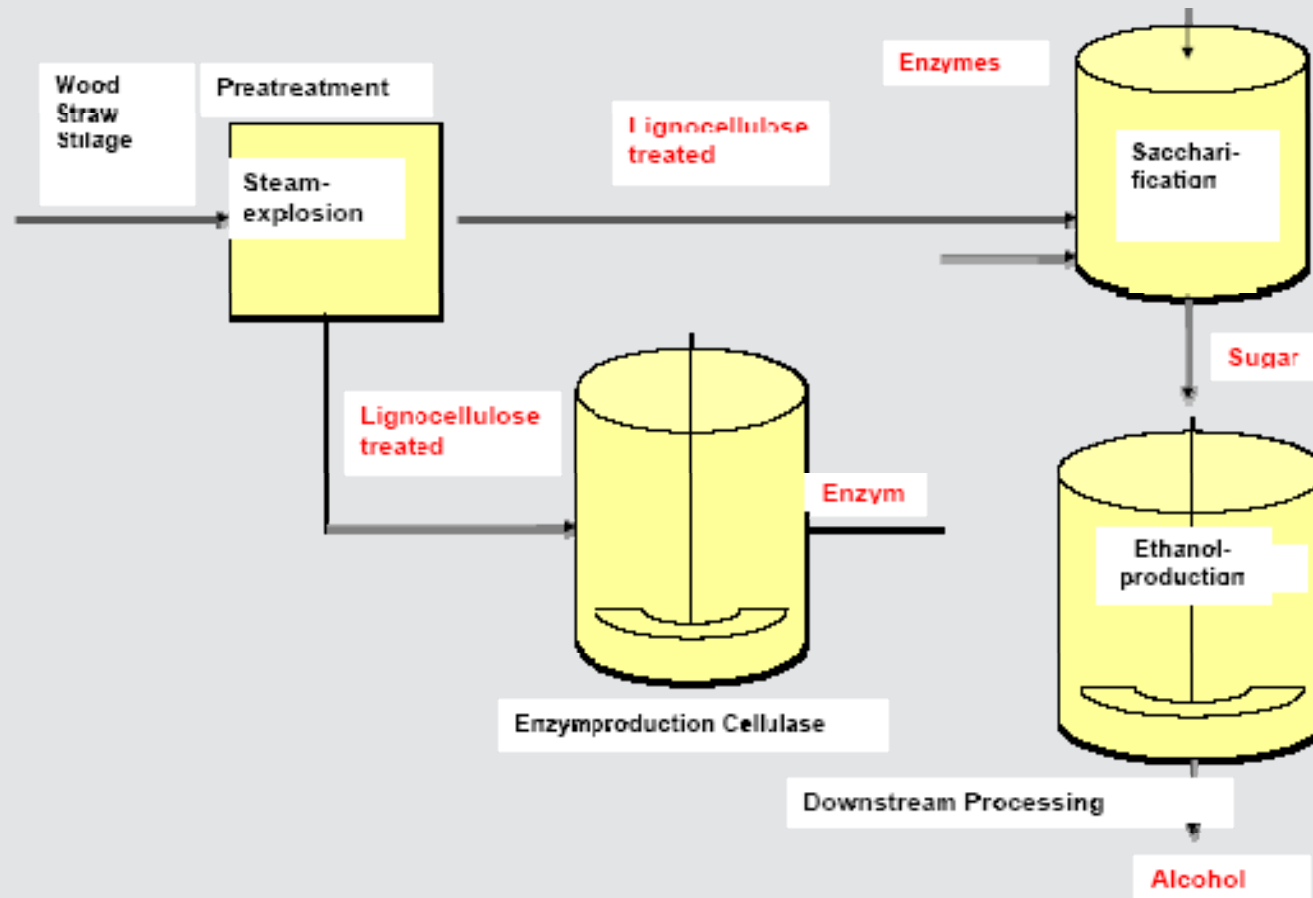 Wood
Straw
Stilage
Preatreatment
Steam-
explosion
Lignocellulose
treated
Enzymes
Sacchari-
fication
Sugar
Lignocellulose
treated
Enzym
Enzymproduction Cellulase
Ethanol-
production
Downstream Processing
Alcohol